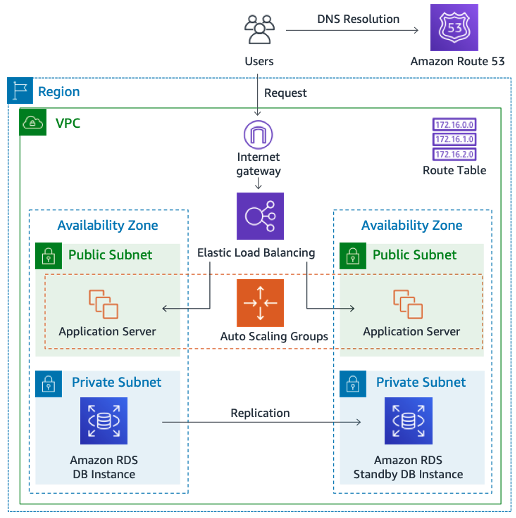 DNS Resolution
53
Users
Amazon Route 53
Region
Request
VPC
172.16.0.0
172.16.1.0
172.16.2.0
Internet
gateway
Route Table
Availability Zone
Availability Zone
Elastic Load Balancing
Public Subnet
Public Subnet
Application Server
Application Server
Auto Scaling Groups
Private Subnet
Private Subnet
Replication
Amazon RDS
DB Instance
Amazon RDS
Standby DB Instance